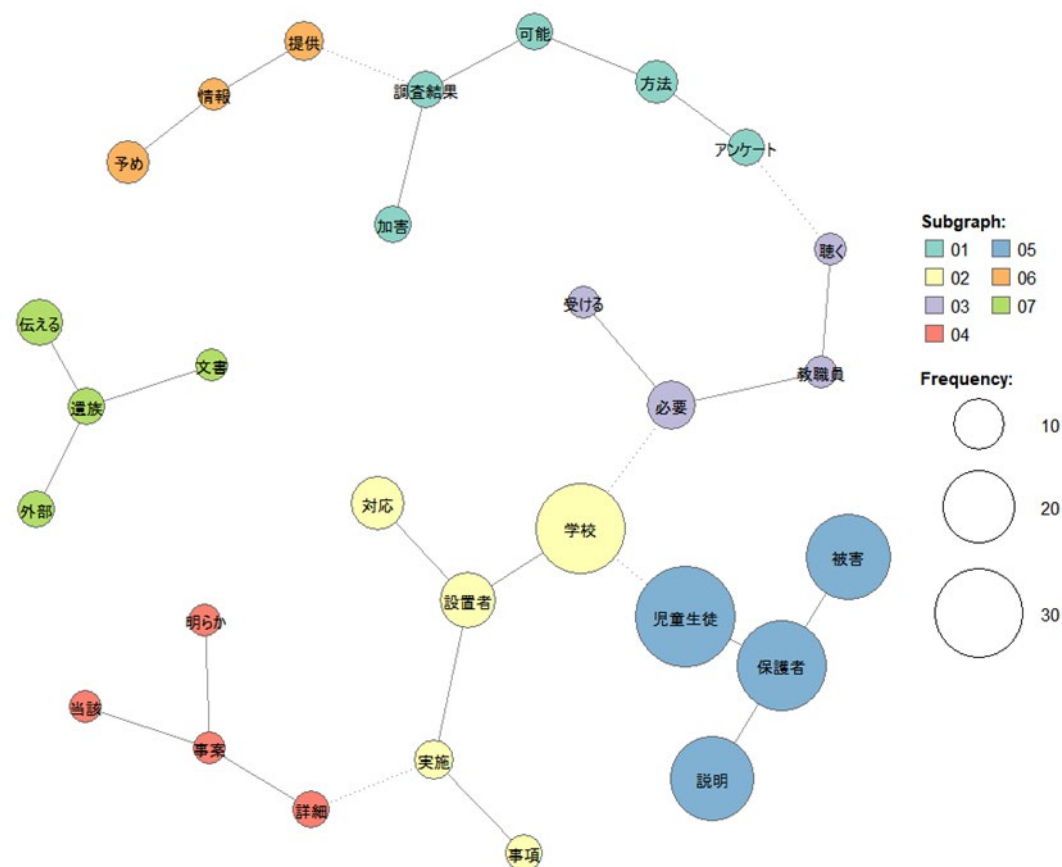 提供
可能
調査結果
方法
情報
アンケート
予め
加害
聴く
受ける
伝える
文書
教職員
遺族
必要
外部
対応
学校
被害
設置者
児童生徒
明らか
保護者
当該
事案
実施
説明
詳細
事項
Subgraph:
01 05
02 06
03 07
04
Frequency:
10
20
30